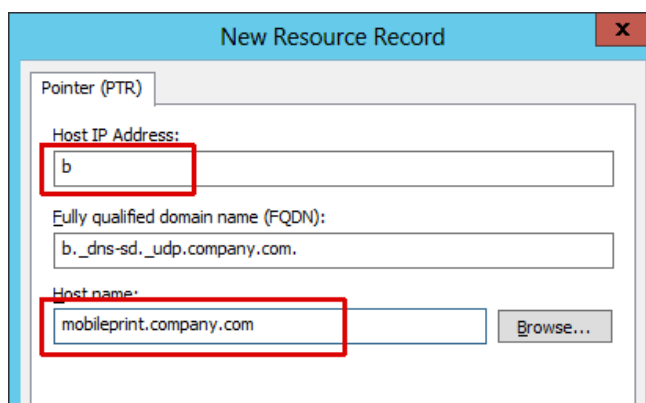 New Resource Record
x
Pointer (PTR)
Host IP Address:
b
Fully qualified domain name (FQDN):
b._dns-sd._udp.company.com.
Host name:
mobileprint.company.com
Browse...